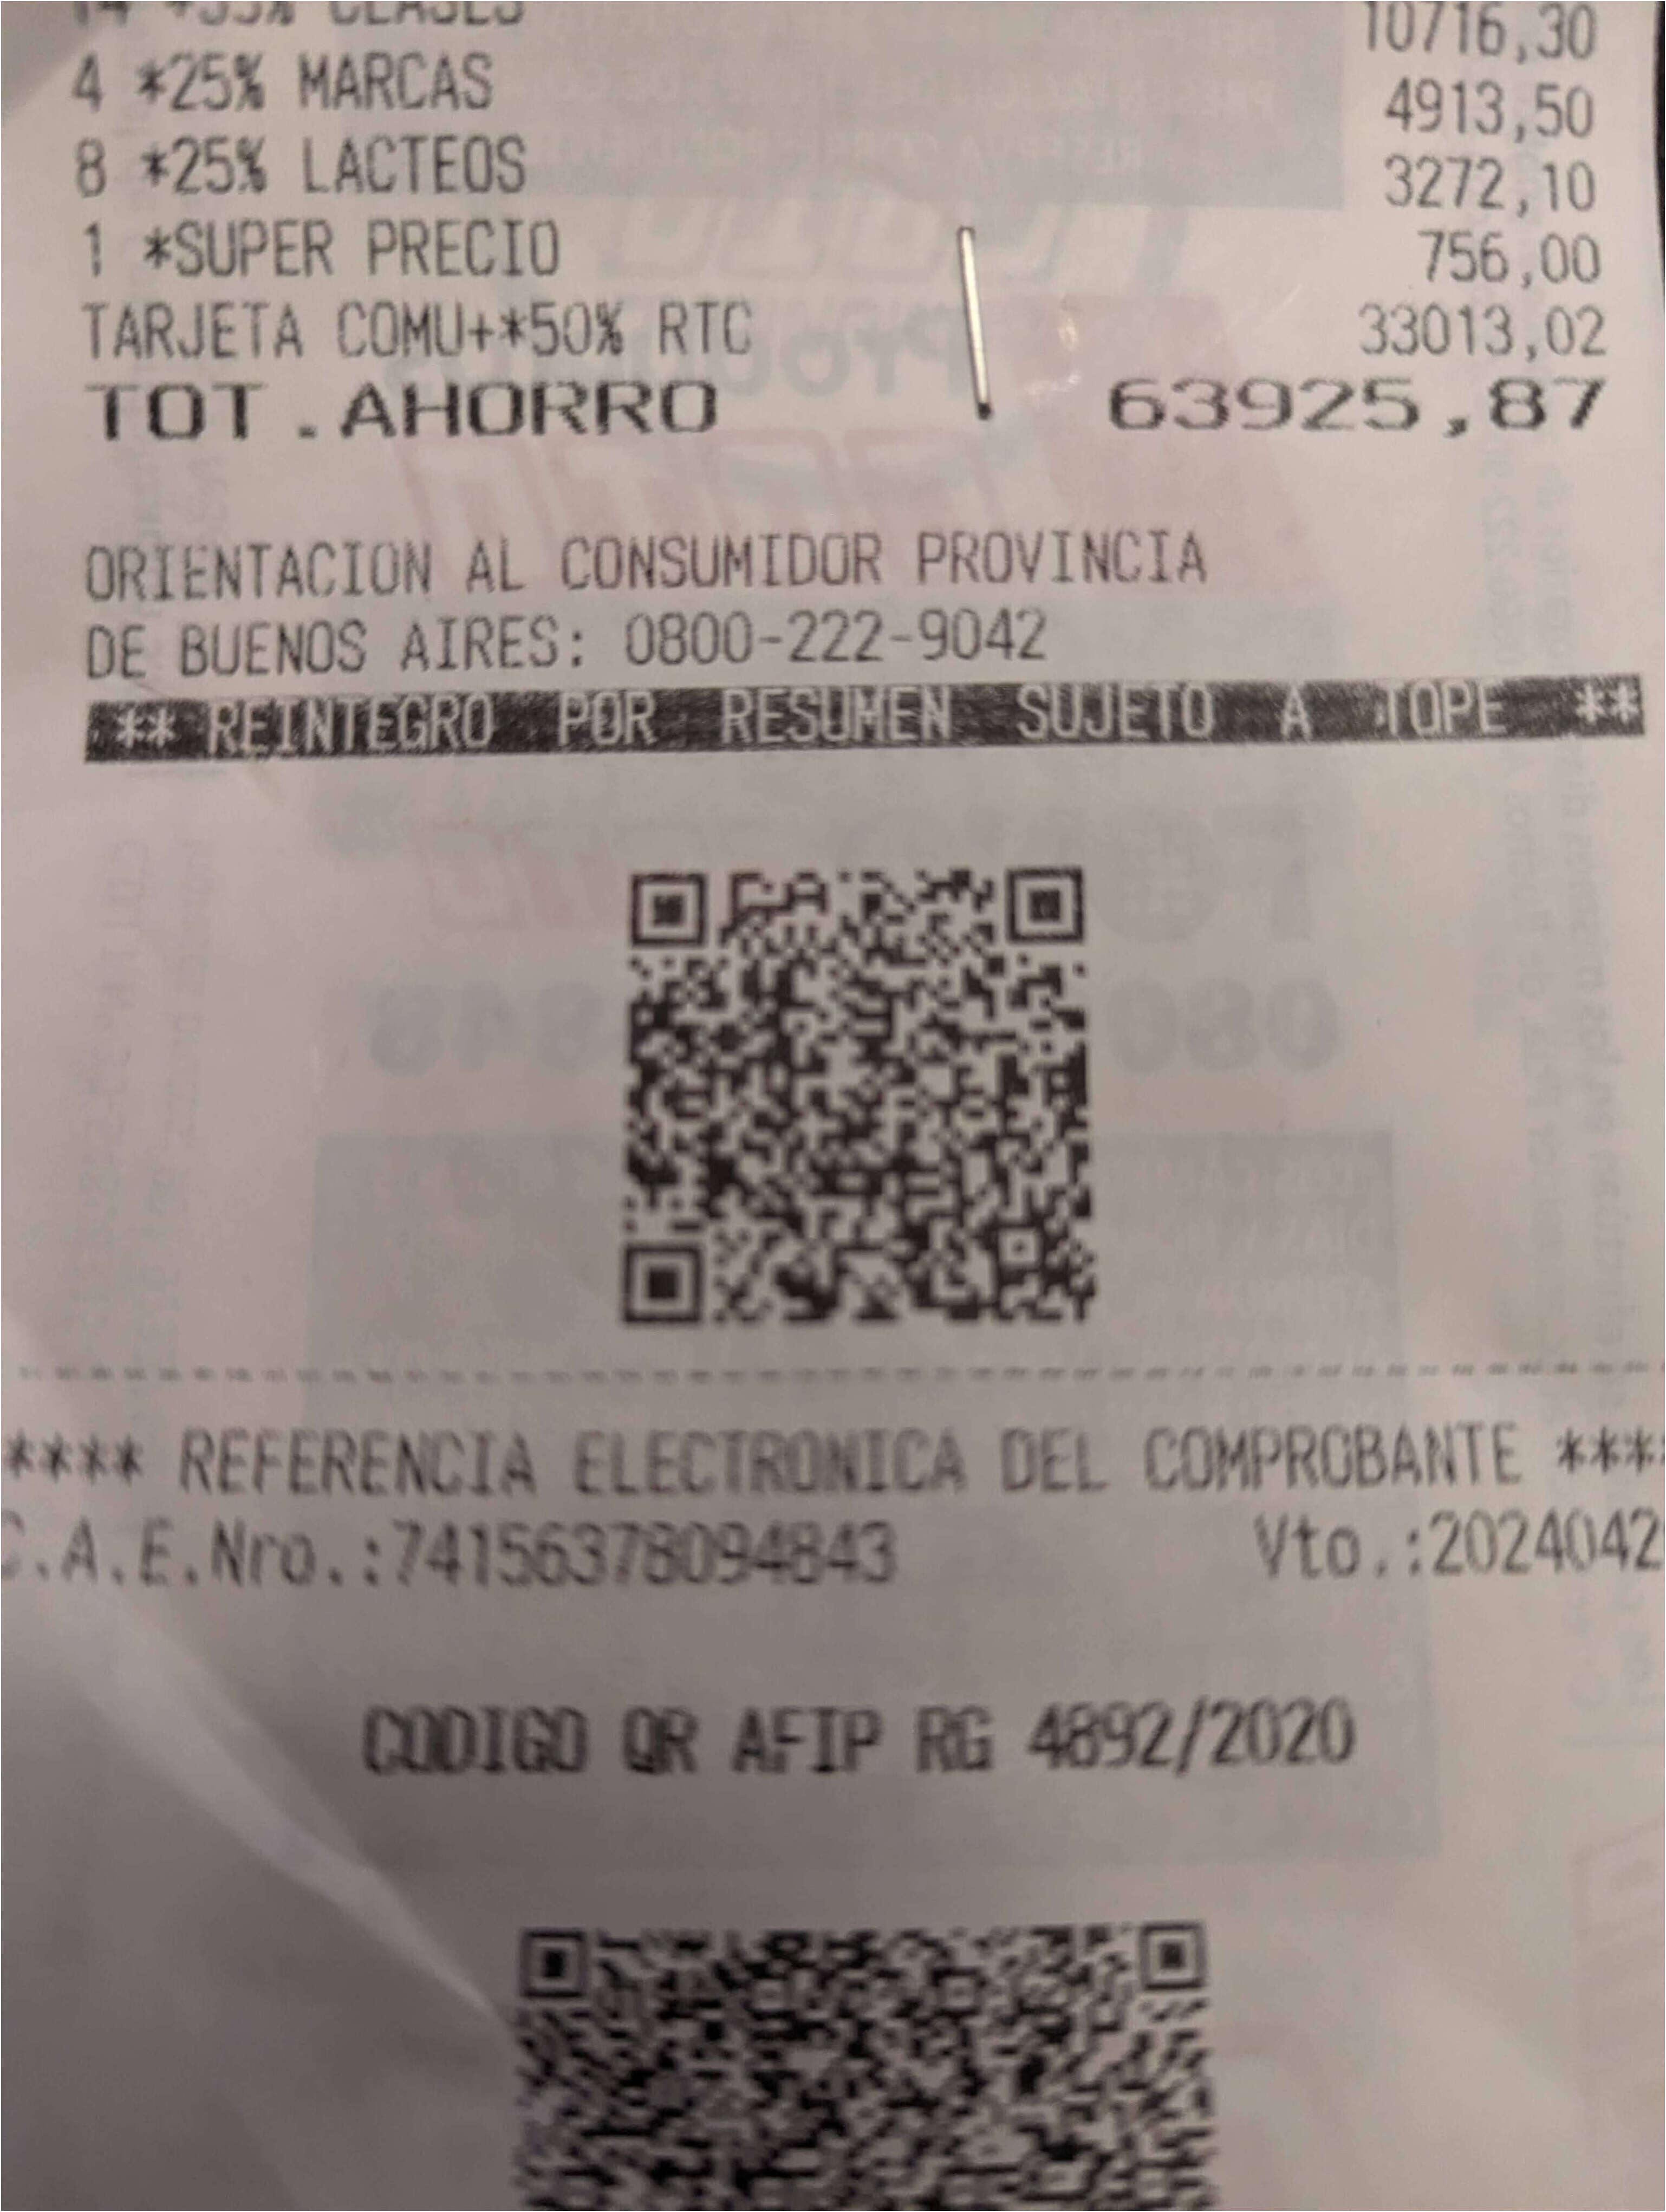 10716,30
4 *25% MARCAS 4913,50
8 *25% LACTEOS 3272,10
1 *SUPER PRECIO 756,00
TARJETA COMU+*50% RTC 33013,02
TOT.AHORRO 63925,87
ORIENTACION AL CONSUMIDOR PROVINCIA
DE BUENOS AIRES: 0800-222-9042
** REINTEGRO POR RESUMEN SUJETO A TOPE **
**** REFERENCIA ELECTRONICA DEL COMPROBANTE ***
C.A.E.Nro.:74156378094843 Vto.:2024042
CODIGO QR AFIP RG 4892/2020